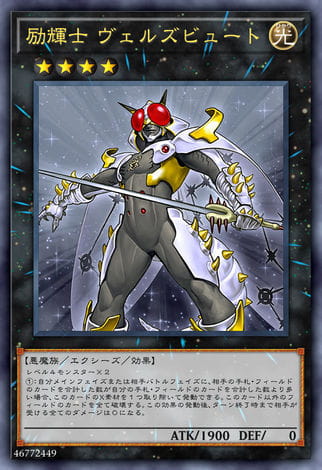 励輝士 ヴェルズビュート
光
【悪魔族/エクシーズ/効果】
レベル4モンスター×2
①:自分メインフェイズまたは相手バトルフェイズに、相手の手札・フィールド
のカードを合計した数が自分の手札・フィールドのカードを合計した数より多
い場合、このカードのX素材を1つ取り除いて発動できる。このカード以外のフ
ィールドのカードを全て破壊する。この効果の発動後、ターン終了時まで相手が
受ける全てのダメージは0になる。
ATK/1900 DEF/ 0
46772449